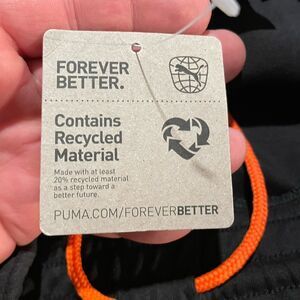 FOREVER
BETTER.
Contains
Recycled
Material
Made with at least
20% recycled material
as a step toward a
better future.
PUMA.COM/FOREVERBETTER